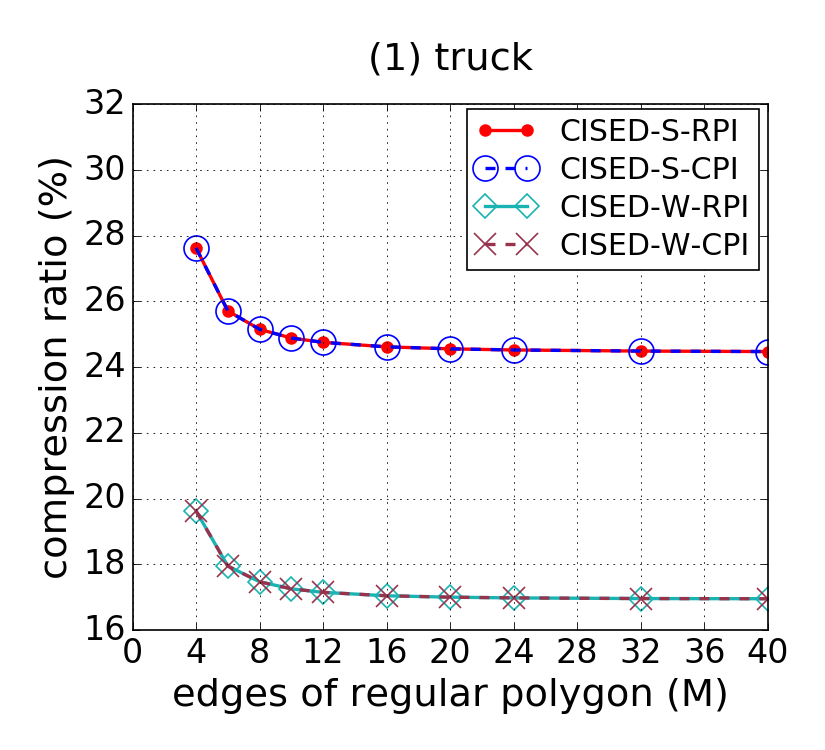 (1) truck
compression ratio (%)
32
30
28
26
24
22
20
18
16
CISED-S-RPI
CISED-S-CPI
CISED-W-RPI
CISED-W-CPI
0 4 8 12 16 20 24 28 32 36 40
edges of regular polygon (M)